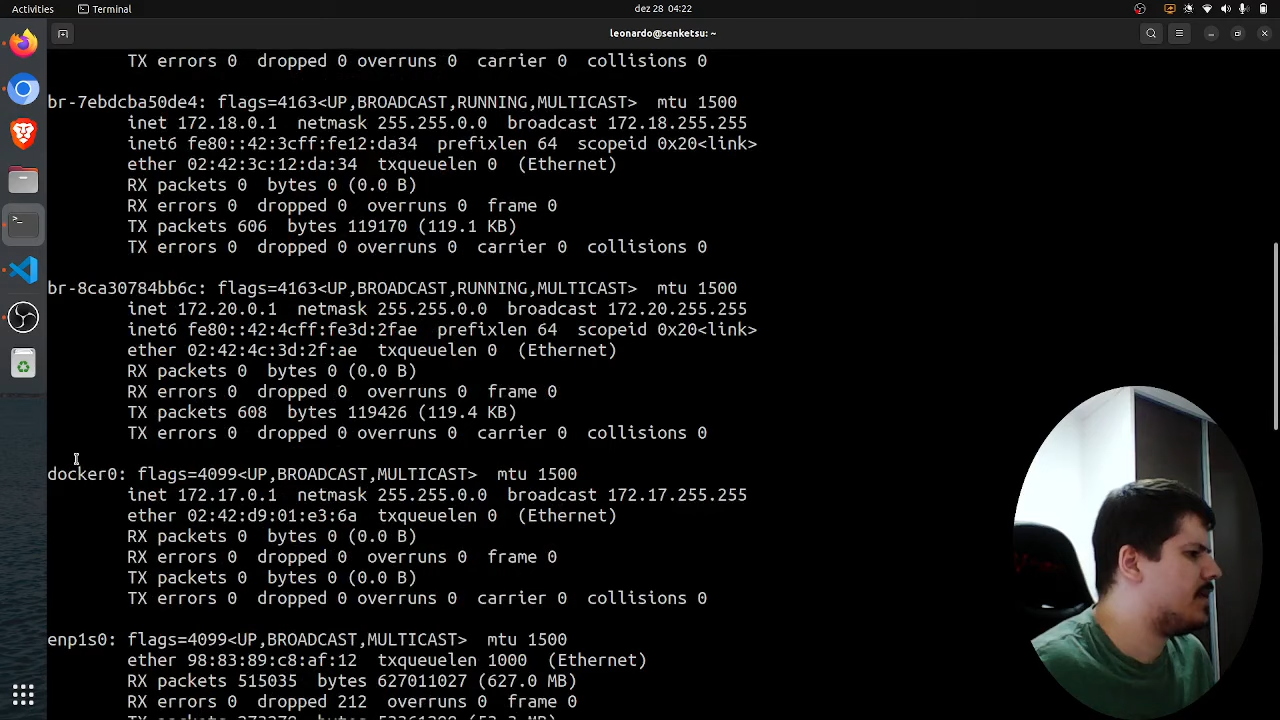 Activities
Terminal
dez 28 04:22
leonardo@senketsu: ~
TX errors 0  dropped 0 overruns 0  carrier 0  collisions 0
br-7ebdcba50de4: flags=4163<UP,BROADCAST,RUNNING,MULTICAST>  mtu 1500
inet 172.18.0.1  netmask 255.255.0.0  broadcast 172.18.255.255
inet6 fe80::42:3cff:fe12:da34  prefixlen 64  scopeid 0x20<link>
ether 02:42:3c:12:da:34  txqueuelen 0  (Ethernet)
RX packets 0  bytes 0 (0.0 B)
RX errors 0  dropped 0  overruns 0  frame 0
TX packets 606  bytes 119170 (119.1 KB)
TX errors 0  dropped 0 overruns 0  carrier 0  collisions 0
br-8ca30784bb6c: flags=4163<UP,BROADCAST,RUNNING,MULTICAST>  mtu 1500
inet 172.20.0.1  netmask 255.255.0.0  broadcast 172.20.255.255
inet6 fe80::42:4cff:fe3d:2fae  prefixlen 64  scopeid 0x20<link>
ether 02:42:4c:3d:2f:ae  txqueuelen 0  (Ethernet)
RX packets 0  bytes 0 (0.0 B)
RX errors 0  dropped 0  overruns 0  frame 0
TX packets 608  bytes 119426 (119.4 KB)
TX errors 0  dropped 0 overruns 0  carrier 0  collisions 0
docker0: flags=4099<UP,BROADCAST,MULTICAST>  mtu 1500
inet 172.17.0.1  netmask 255.255.0.0  broadcast 172.17.255.255
ether 02:42:d9:01:e3:6a  txqueuelen 0  (Ethernet)
RX packets 0  bytes 0 (0.0 B)
RX errors 0  dropped 0  overruns 0  frame 0
TX packets 0  bytes 0 (0.0 B)
TX errors 0  dropped 0 overruns 0  carrier 0  collisions 0
enp1s0: flags=4099<UP,BROADCAST,MULTICAST>  mtu 1500
ether 98:83:89:c8:af:12  txqueuelen 1000  (Ethernet)
RX packets 515035  bytes 627011027 (627.0 MB)
RX errors 0  dropped 212  overruns 0  frame 0